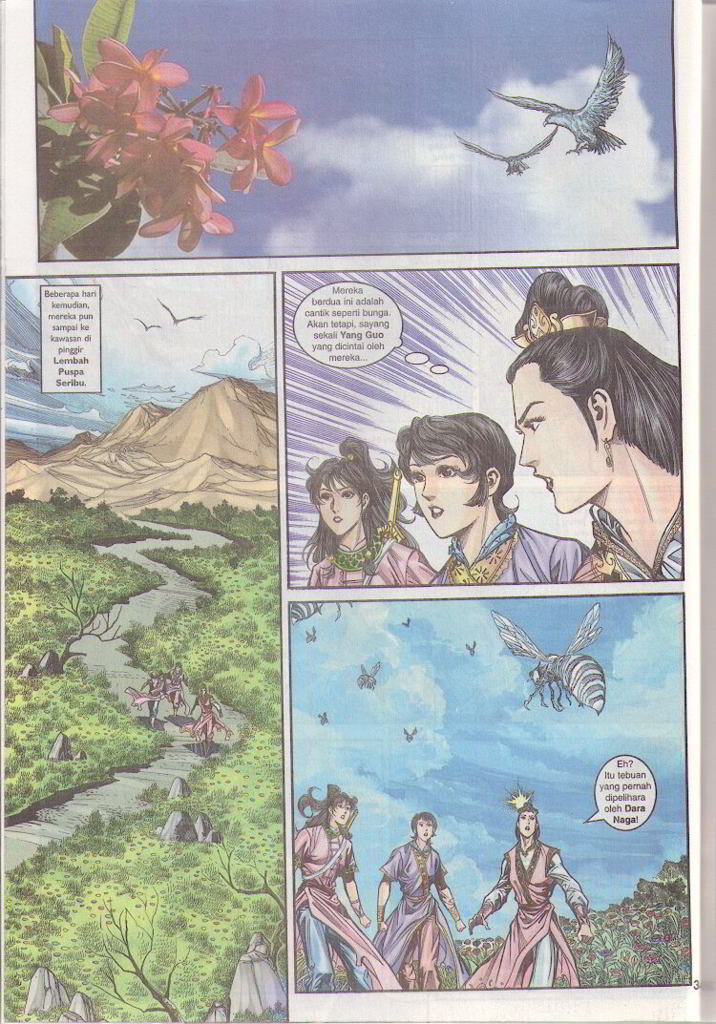 Beberapa hari
kemudian,
mereka pun
sampai ke
kawasan di
pinggir
Lembah
Puspa
Seribu.
Mereka
berdua ini adalah
cantik seperti bunga.
Akan tetapi, sayang
sekali Yang Guo
yang dicintai oleh
mereka...
Eh?
Itu tebuan
yang pernah
dipelihara
oleh Dara
Naga!
3